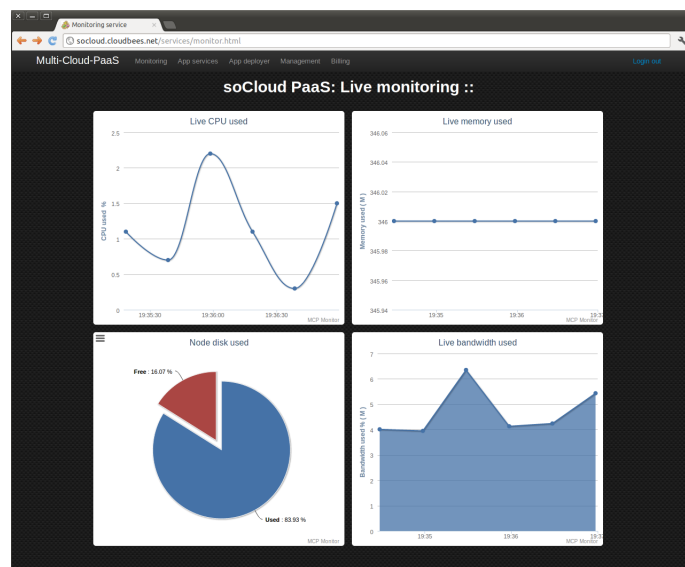 Monitoring service
socloud.cloudbees.net/services/monitor.html
Multi-Cloud-PaaS Monitoring App services App deployer Management Billing Login out
soCloud PaaS: Live monitoring ::
Live CPU used
2.5
2
1.5
1
0.5
0
CPU used %
19:35:30 19:36:00 19:36:30
MCP Monitor
Live memory used
346.06
346.04
346.02
346
345.98
345.96
345.94
Memory used ( M )
19:35 19:36 19:37
MCP Monitor
Node disk used
Free : 16.07 %
Used : 83.93 %
MCP Monitor
Live bandwidth used
7
6
5
4
3
2
1
0
Bandwidth used % ( M )
19:35 19:36 19:37
MCP Monitor